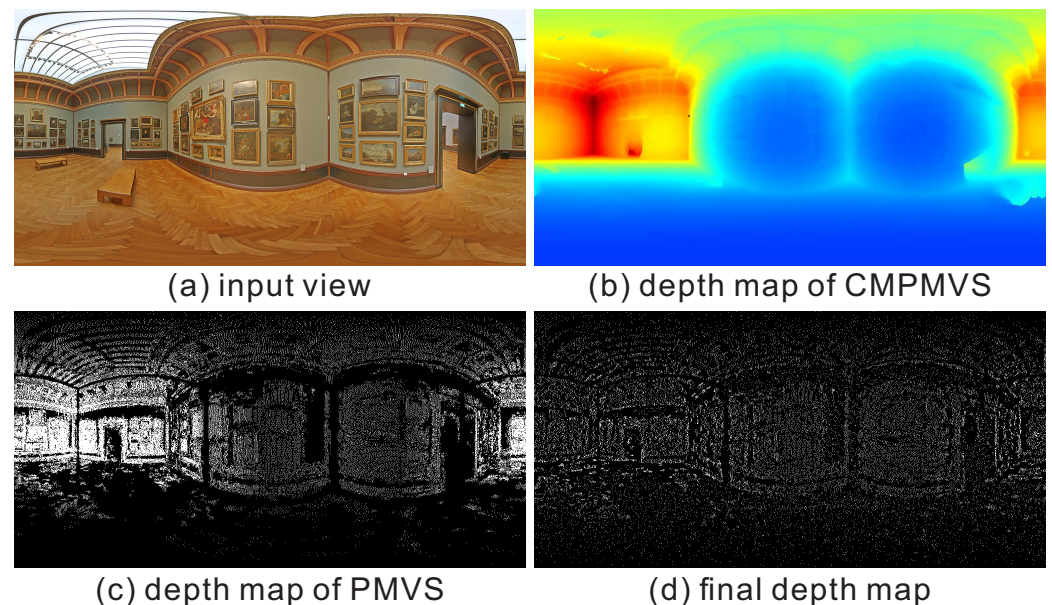 (a) input view
(b) depth map of CMPMVS
(c) depth map of PMVS
(d) final depth map